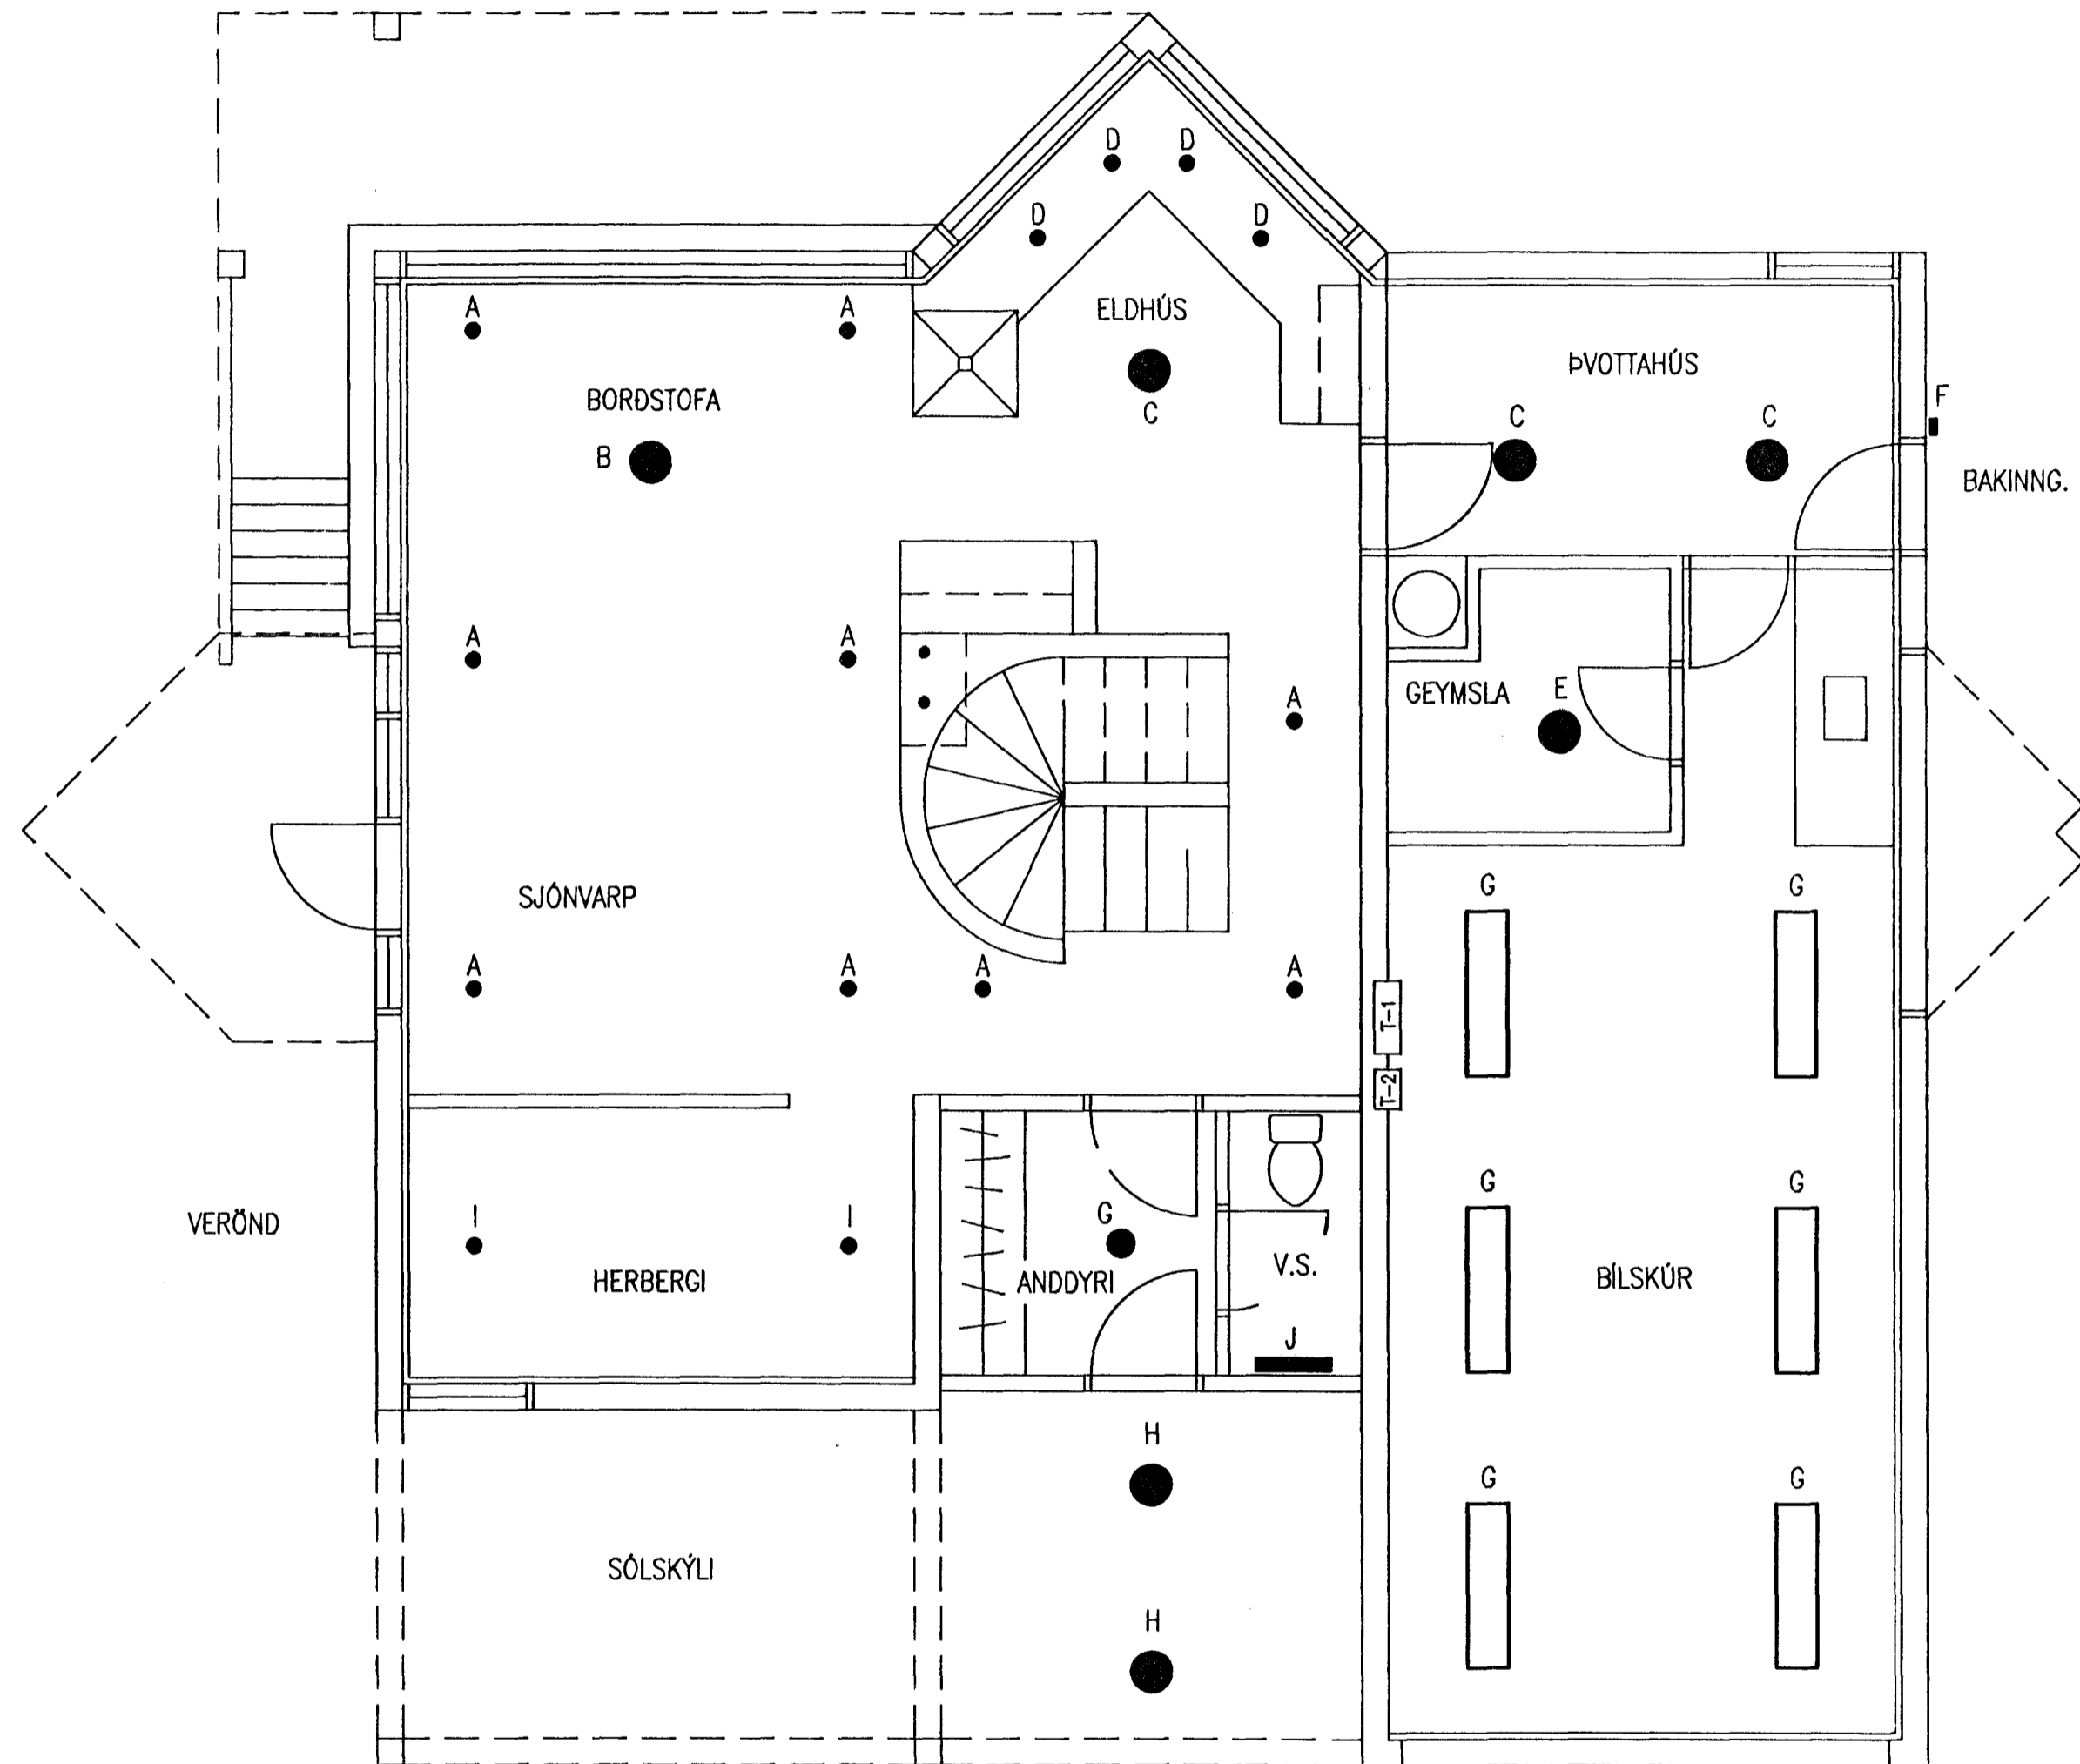 D D
D D
A A
ELDHÚS
ÞVOTTAHÚS
BORÐSTOFA
F
C
C C
B
BAKINNG.
A A
GEYMSLA E
A
SJÓNVARP
G G
A A A A
T-1
T-2
G G
I I
G
VERÖND
HERBERGI
ANDDYRI
V.S.
BÍLSKÚR
J
H
G G
SÓLSKÝLI
H